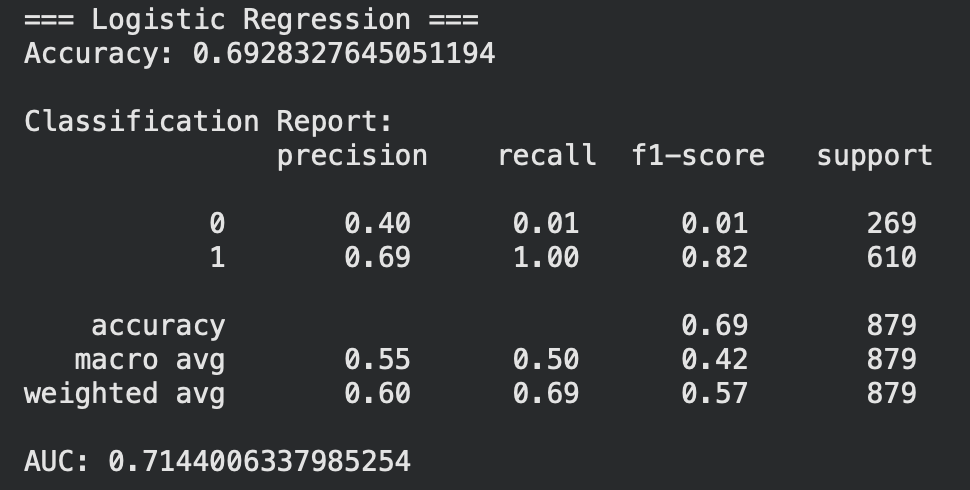 === Logistic Regression ===
Accuracy: 0.6928327645051194
Classification Report:
precision recall f1-score support
0 0.40 0.01 0.01 269
1 0.69 1.00 0.82 610
accuracy 0.69 879
macro avg 0.55 0.50 0.42 879
weighted avg 0.60 0.69 0.57 879
AUC: 0.7144006337985254